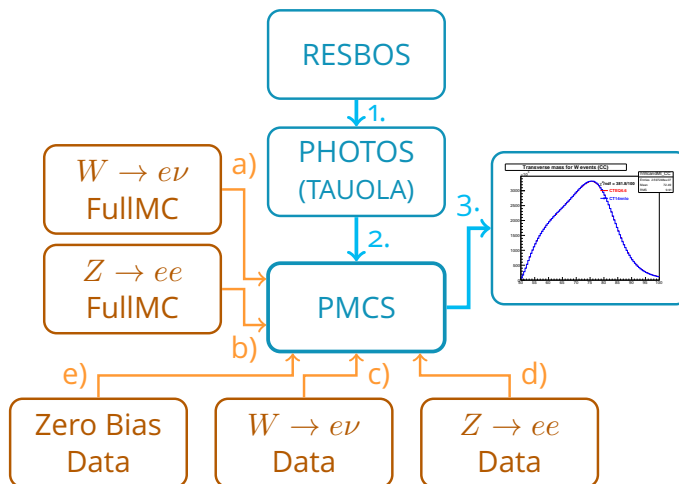 RESBOS
1.
PHOTOS
(TAUOLA)
W → eν
FullMC
a)
2.
3.
Transverse mass for W events (CC)
CT14nnlo
Z → ee
FullMC
b)
PMCS
e)
c)
d)
Zero Bias
Data
W → eν
Data
Z → ee
Data